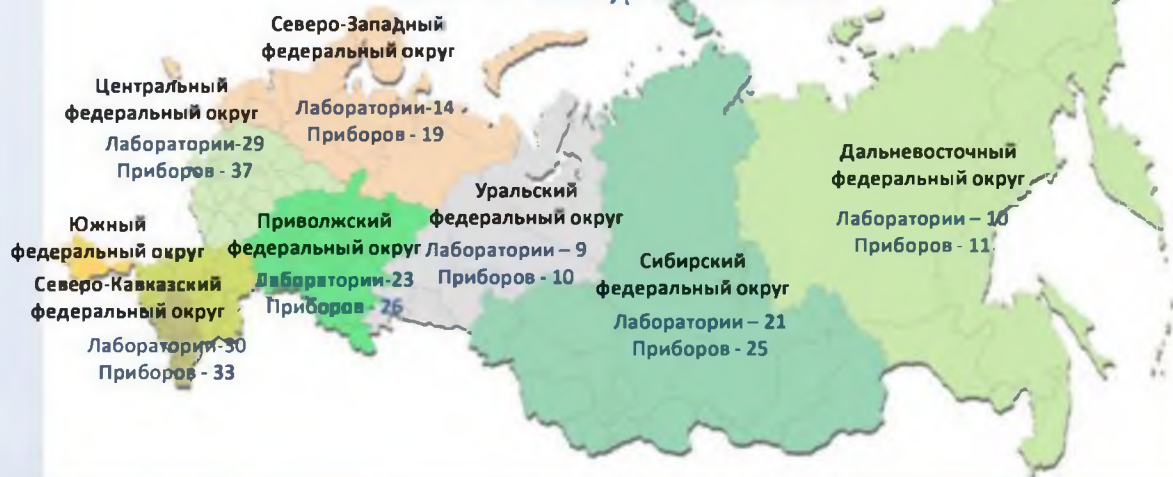 Северо-Западный
федеральный округ
Лаборатории-14
Приборов - 19
Центральный
федеральный округ
Лаборатории-29
Приборов - 37
Дальневосточный
федеральный округ
Лаборатории – 10
Приборов - 11
Уральский
федеральный округ
Лаборатории – 9
Приборов - 10
Приволжский
федеральный округ
Лаборатории-23
Приборов - 26
Южный
федеральный округ
Северо-Кавказский
федеральный округ
Лаборатории-30
Приборов - 33
Сибирский
федеральный округ
Лаборатории – 21
Приборов - 25